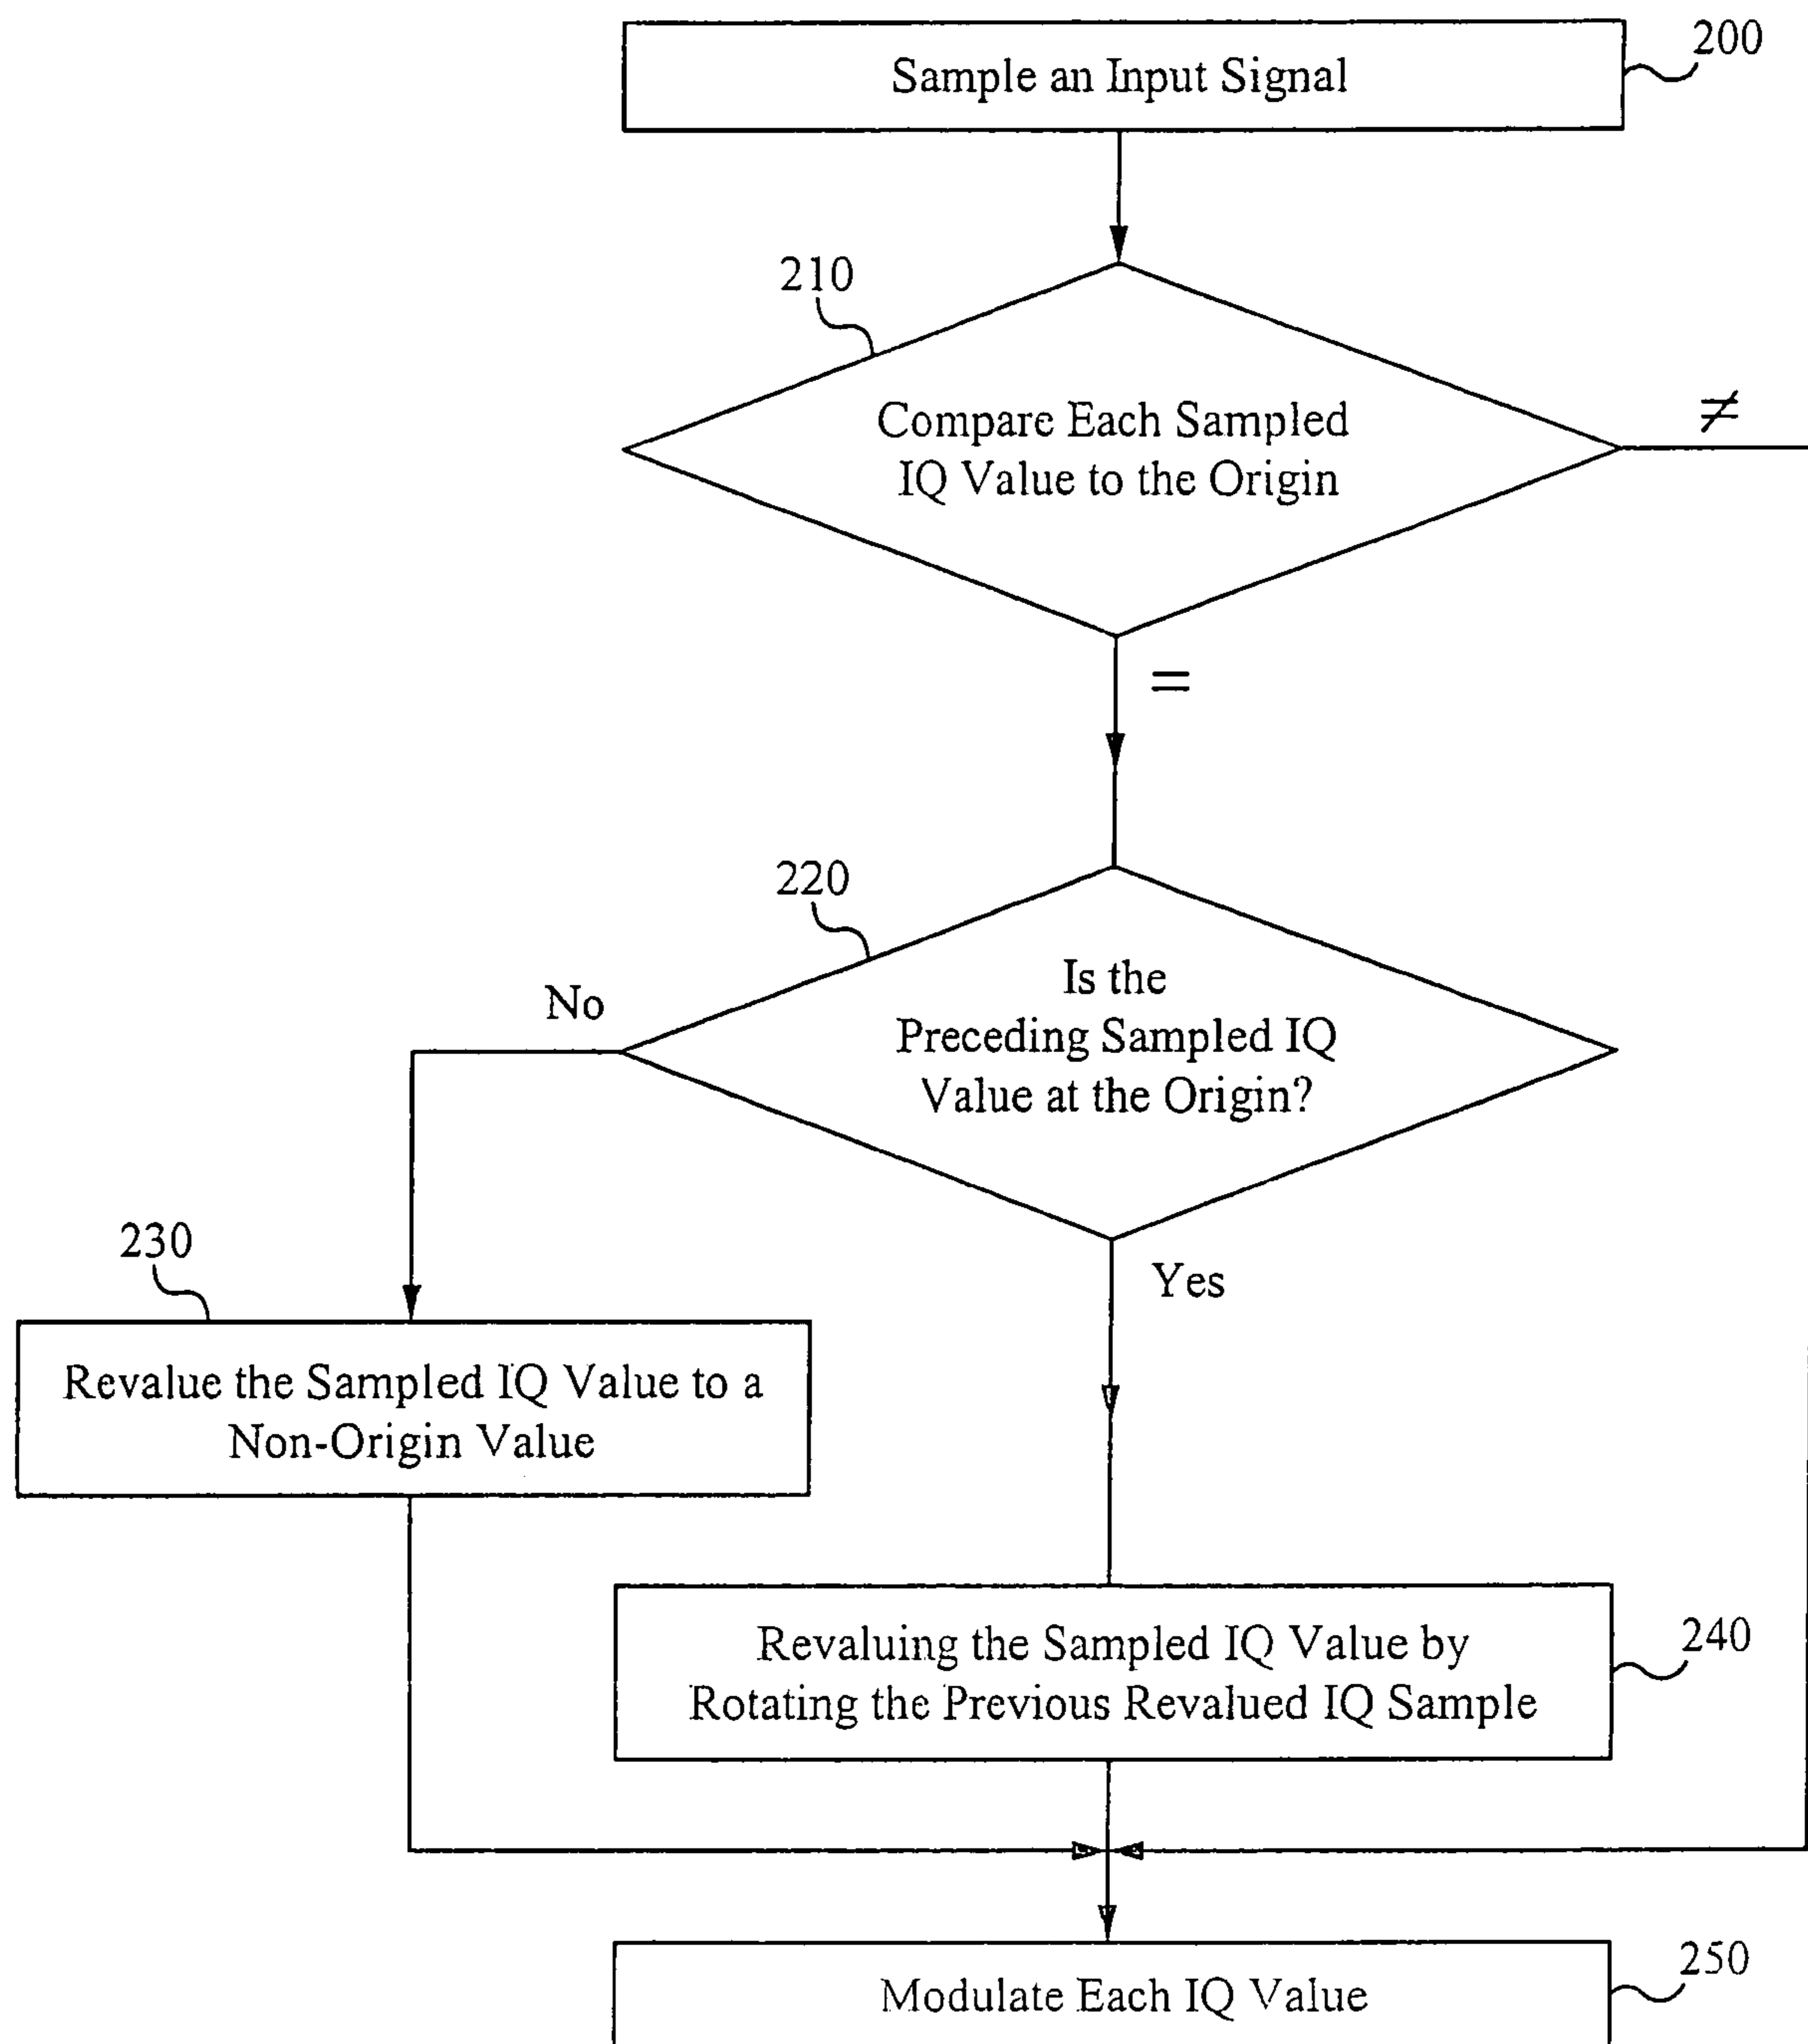 Sample an Input Signal
200
210
Compare Each Sampled
IQ Value to the Origin
≠
=
220
Is the
Preceding Sampled IQ
Value at the Origin?
No
Yes
230
Revalue the Sampled IQ Value to a
Non-Origin Value
Revaluing the Sampled IQ Value by
Rotating the Previous Revalued IQ Sample
240
Modulate Each IQ Value
250